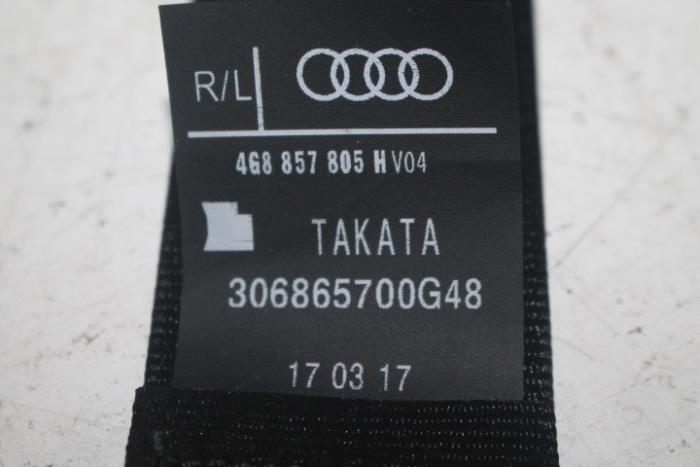 R/L
4G8 857 805 H V04
TAKATA
306865700G48
17 03 17